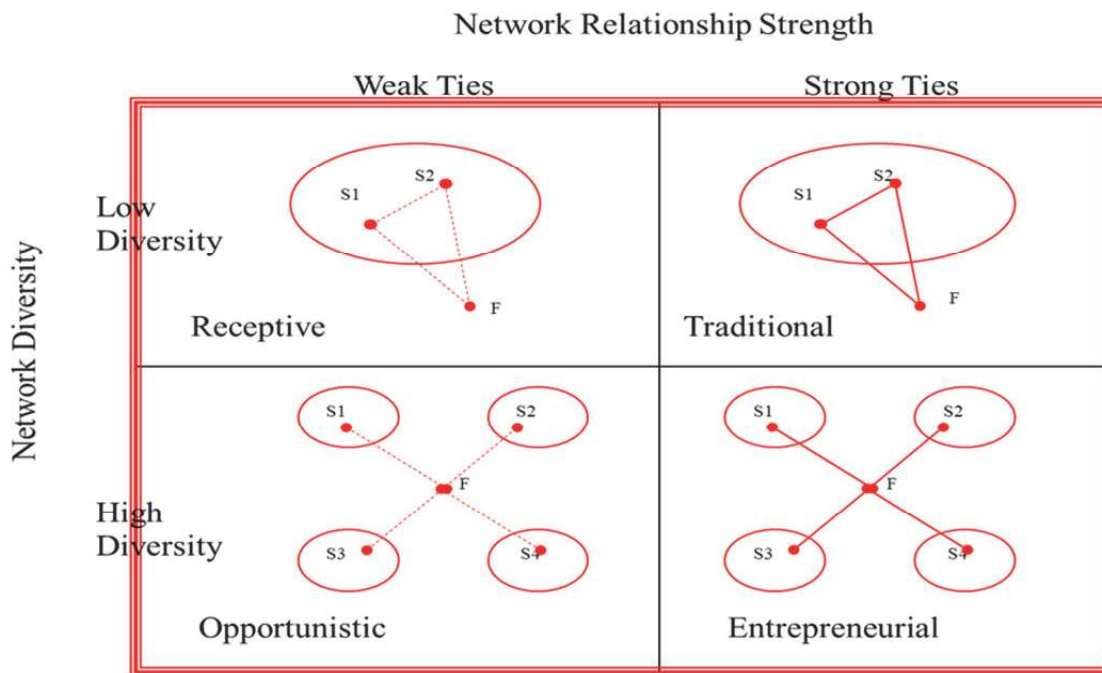 Network Relationship Strength
Weak Ties
Strong Ties
Network Diversity
Low
Diversity
S1
S2
F
Receptive
S1
S2
F
Traditional
High
Diversity
S1
S2
F
S3
S4
Opportunistic
S1
S2
F
S3
S4
Entrepreneurial